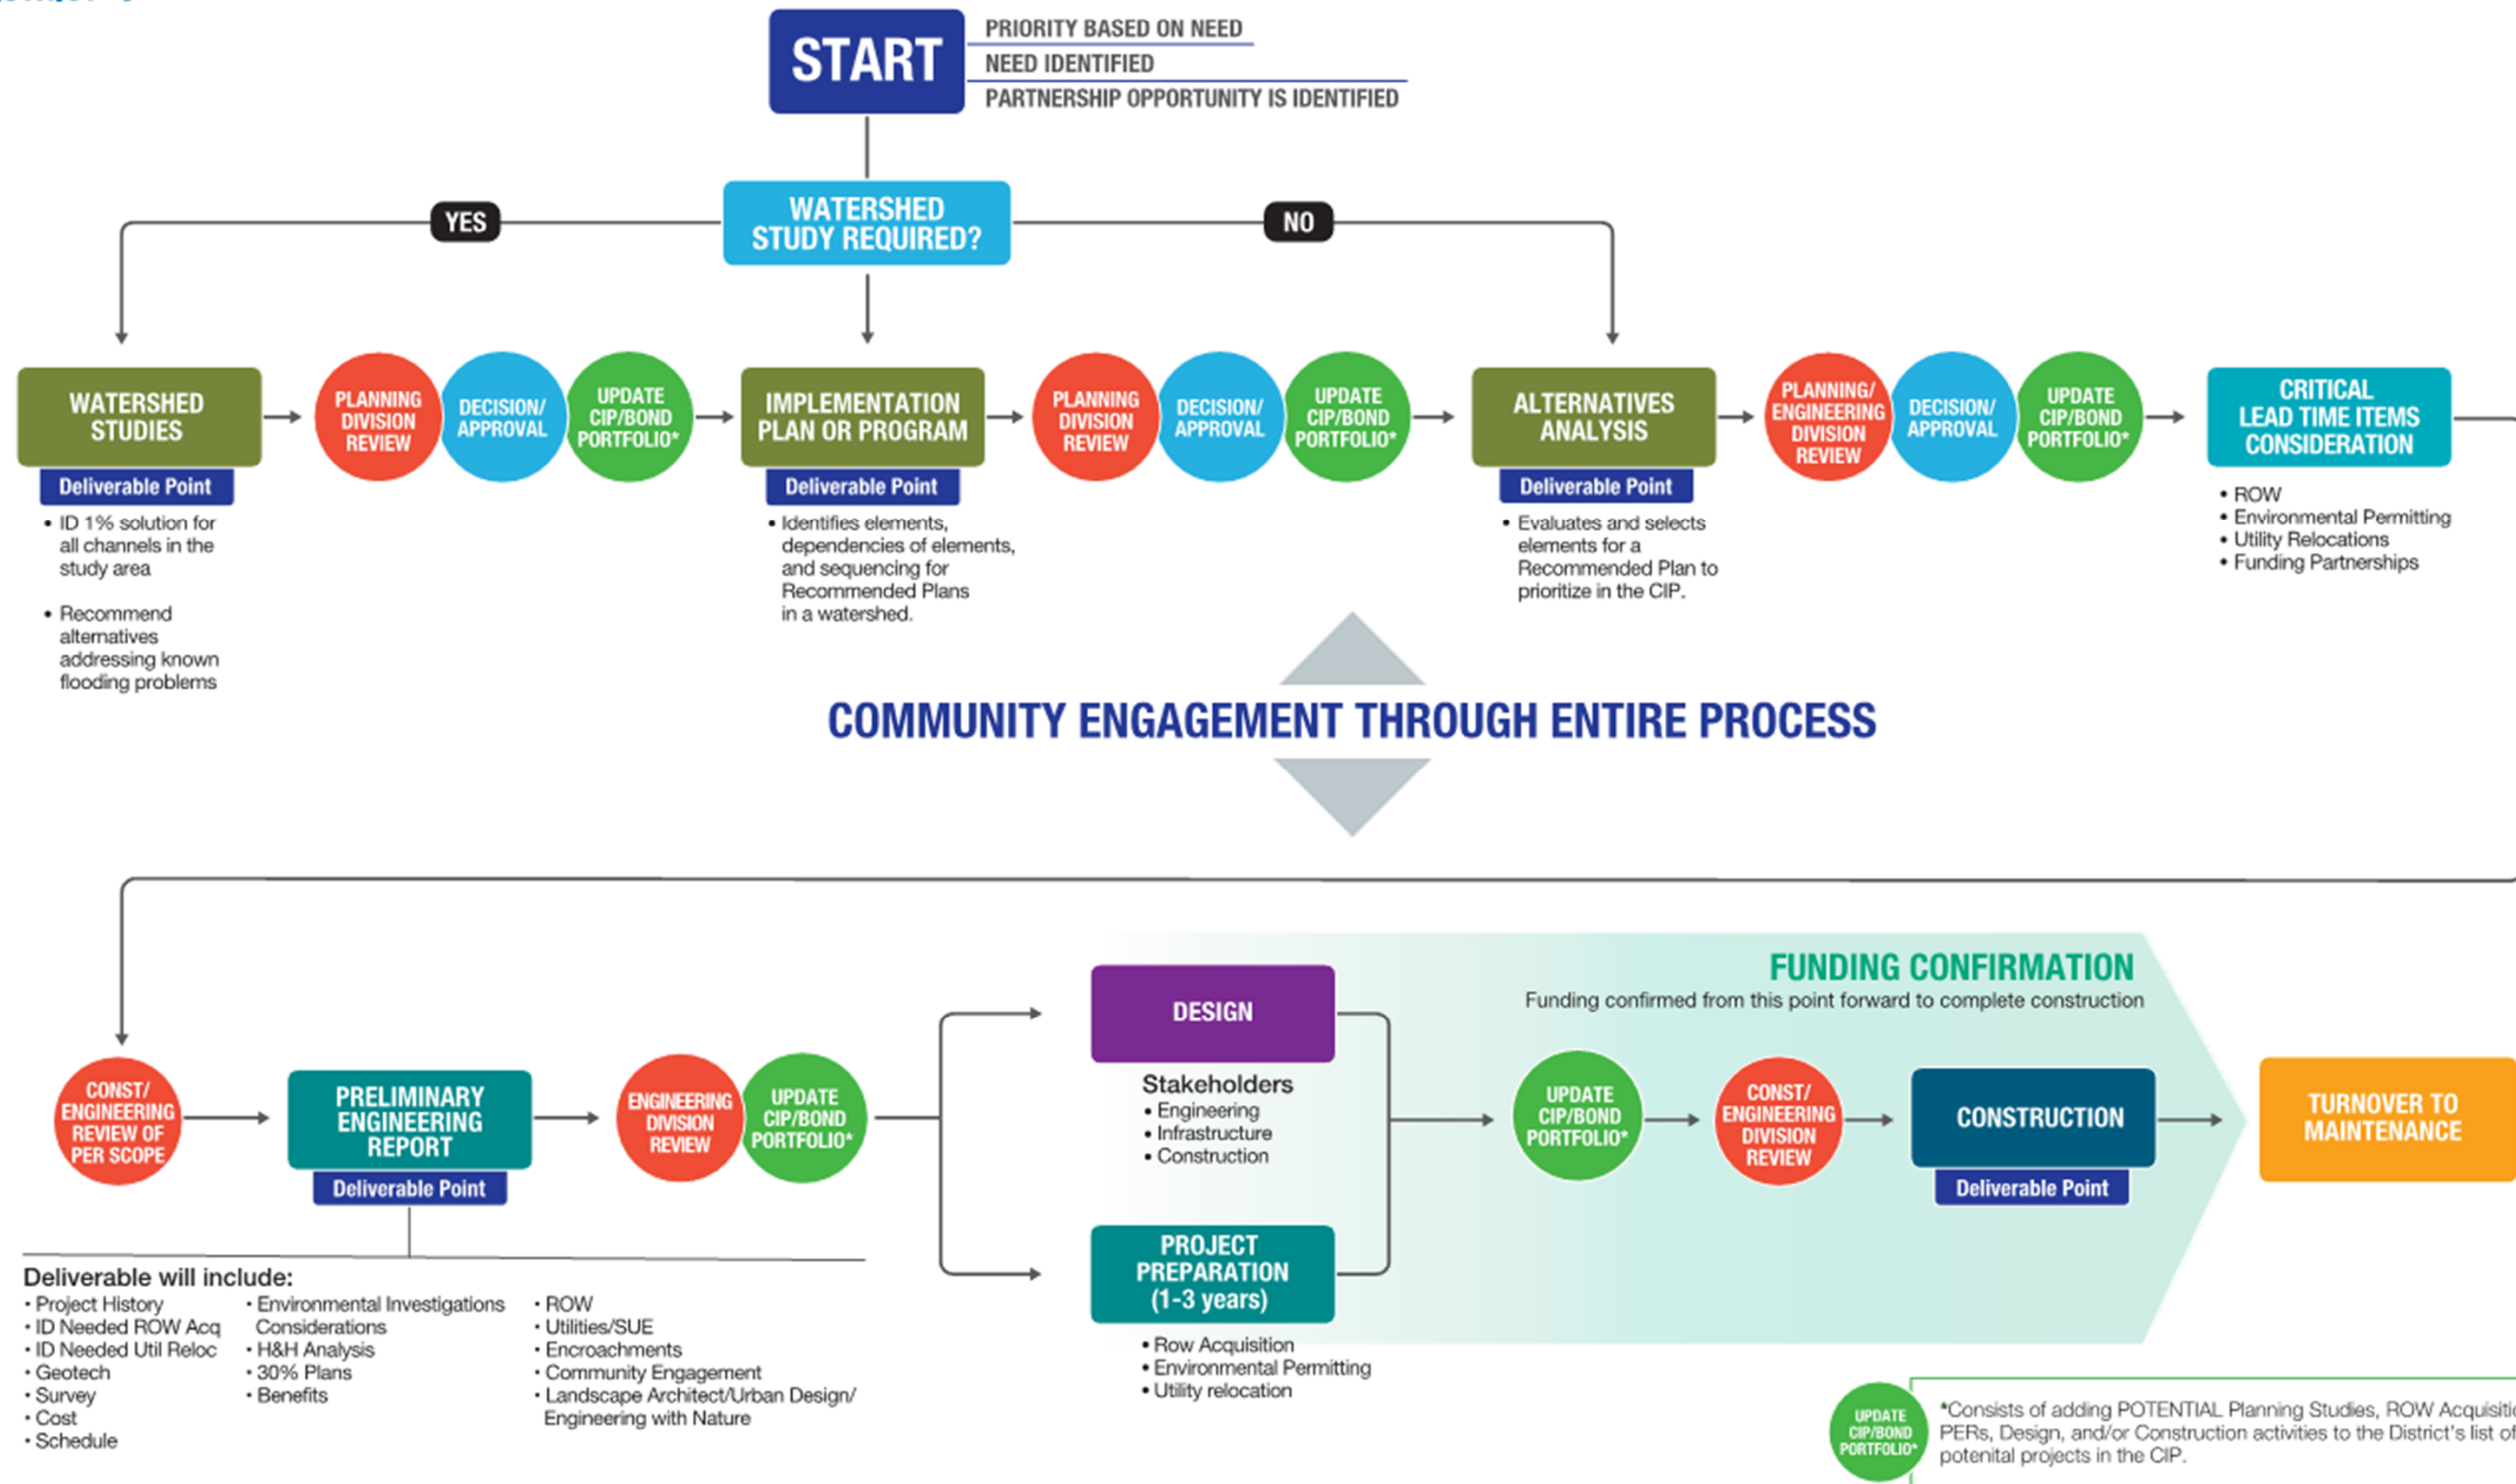 START
PRIORITY BASED ON NEED
NEED IDENTIFIED
PARTNERSHIP OPPORTUNITY IS IDENTIFIED
WATERSHED
STUDY REQUIRED?
YES
NO
WATERSHED
STUDIES
Deliverable Point
• ID 1% solution for
all channels in the
study area
• Recommend
alternatives
addressing known
flooding problems
PLANNING
DIVISION
REVIEW
DECISION/
APPROVAL
UPDATE
CIP/BOND
PORTFOLIO*
IMPLEMENTATION
PLAN OR PROGRAM
Deliverable Point
• Identifies elements,
dependencies of elements,
and sequencing for
Recommended Plans
in a watershed.
PLANNING
DIVISION
REVIEW
DECISION/
APPROVAL
UPDATE
CIP/BOND
PORTFOLIO*
ALTERNATIVES
ANALYSIS
Deliverable Point
• Evaluates and selects
elements for a
Recommended Plan to
prioritize in the CIP.
PLANNING/
ENGINEERING
DIVISION
REVIEW
DECISION/
APPROVAL
UPDATE
CIP/BOND
PORTFOLIO*
CRITICAL
LEAD TIME ITEMS
CONSIDERATION
• ROW
• Environmental Permitting
• Utility Relocations
• Funding Partnerships
COMMUNITY ENGAGEMENT THROUGH ENTIRE PROCESS
CONST/
ENGINEERING
REVIEW OF
PER SCOPE
PRELIMINARY
ENGINEERING
REPORT
Deliverable Point
Deliverable will include:
· Project History
· ID Needed ROW Acq
· ID Needed Util Reloc
· Geotech
· Survey
· Cost
· Schedule
· Environmental Investigations
Considerations
· H&H Analysis
· 30% Plans
· Benefits
· ROW
· Utilities/SUE
· Encroachments
· Community Engagement
· Landscape Architect/Urban Design/
Engineering with Nature
ENGINEERING
DIVISION
REVIEW
UPDATE
CIP/BOND
PORTFOLIO*
DESIGN
Stakeholders
• Engineering
• Infrastructure
• Construction
PROJECT
PREPARATION
(1-3 years)
• Row Acquisition
• Environmental Permitting
• Utility relocation
FUNDING CONFIRMATION
Funding confirmed from this point forward to complete construction
UPDATE
CIP/BOND
PORTFOLIO*
CONST/
ENGINEERING
DIVISION
REVIEW
CONSTRUCTION
Deliverable Point
TURNOVER TO
MAINTENANCE
UPDATE
CIP/BOND
PORTFOLIO*
*Consists of adding POTENTIAL Planning Studies, ROW
PERs, Design, and/or Construction activities to the District's list of
potenital projects in the CIP.